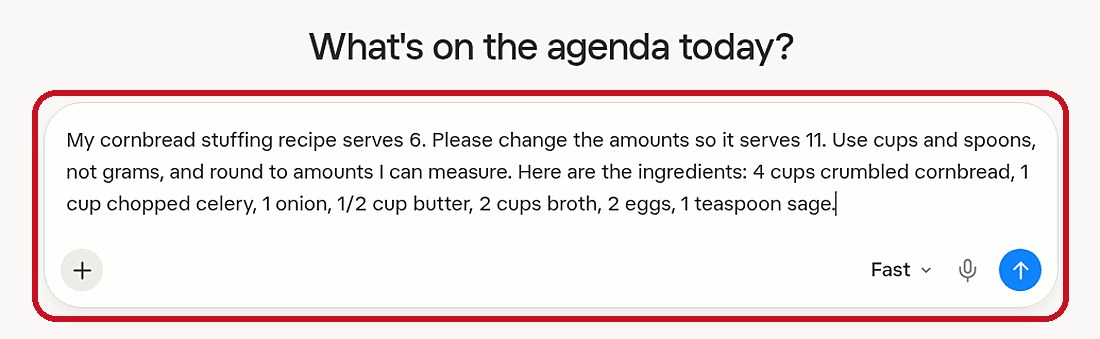 What's on the agenda today?
My cornbread stuffing recipe serves 6. Please change the amounts so it serves 11. Use cups and spoons,
not grams, and round to amounts I can measure. Here are the ingredients: 4 cups crumbled cornbread, 1
cup chopped celery, 1 onion, 1/2 cup butter, 2 cups broth, 2 eggs, 1 teaspoon sage.
Fast